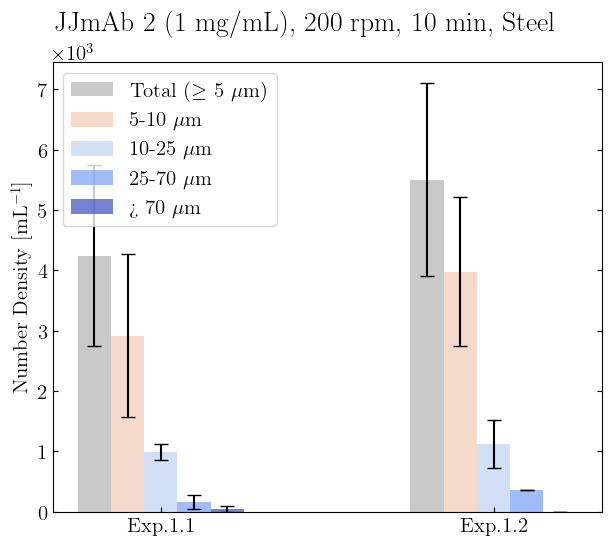 JJmAb 2 (1 mg/mL), 200 rpm, 10 min, Steel
×10³
Total (≥ 5 μm)
5-10 μm
10-25 μm
25-70 μm
¿ 70 μm
Number Density [mL⁻¹]
7
6
5
4
3
2
1
0
Exp.1.1
Exp.1.2